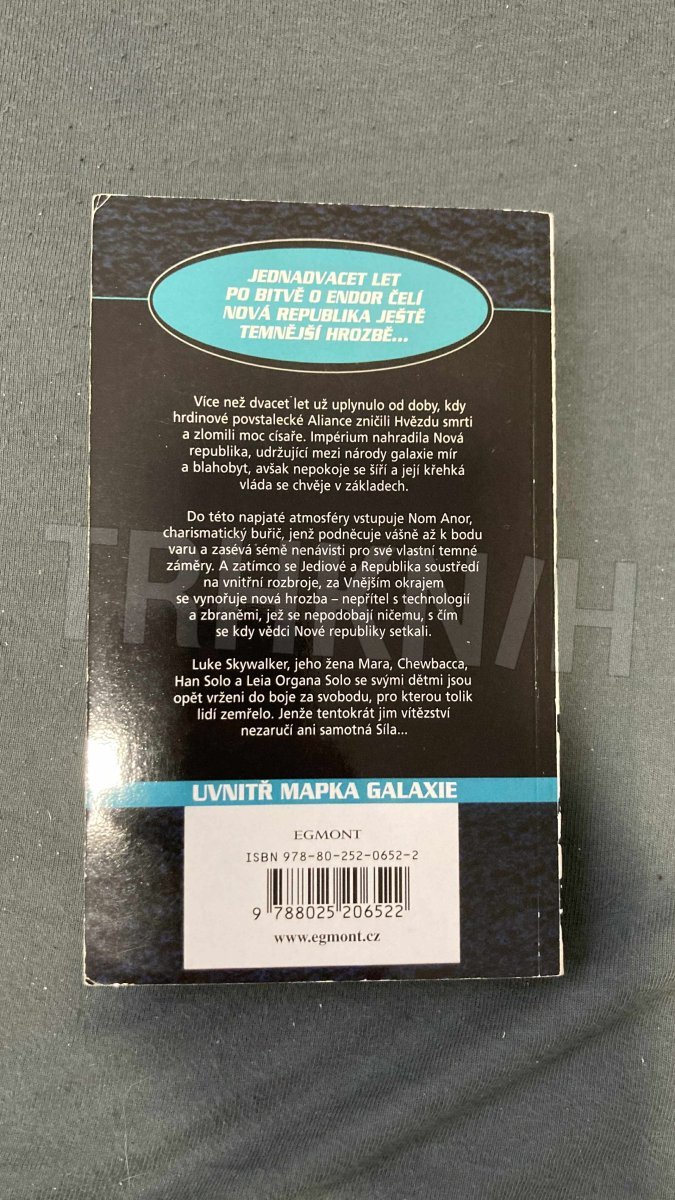 JEDNADVACET LET
PO BITVĚ O ENDOR ČELÍ
NOVÁ REPUBLIKA JEŠTĚ
TEMNĚJŠÍ HROZBĚ...
Více než dvacet let už uplynulo od doby, kdy
hrdinové povstalecké Aliance zničili Hvězdu smrti
a zlomili moc císaře. Impérium nahradila Nová
republika, udržující mezi národy galaxie mír
a blahobyt, avšak nepokoje se šíří a její křehká
vláda se chvěje v základech.
Do této napjaté atmosféry vstupuje Nom Anor,
charismatický buřič, jenž podněcuje vášně až k bodu
varu a zasévá sémě nenávisti pro své vlastní temné
záměry. A zatímco se Jediové a Republika soustředí
na vnitřní rozbroje, za Vnějším okrajem
se vynořuje nová hrozba – nepřítel s technologií
a zbraněmi, jež se nepodobají ničemu, s čím
se kdy vědci Nové republiky setkali.
Luke Skywalker, jeho žena Mara, Chewbacca,
Han Solo a Leia Organa Solo se svými dětmi jsou
opět vrženi do boje za svobodu, pro kterou tolik
lidí zemřelo. Jenže tentokrát jim vítězství
nezaručí ani samotná Síla...
UVNITŘ MAPKA GALAXIE
EGMONT
ISBN 978-80-252-0652-2
9 788025 206522
www.egmont.cz